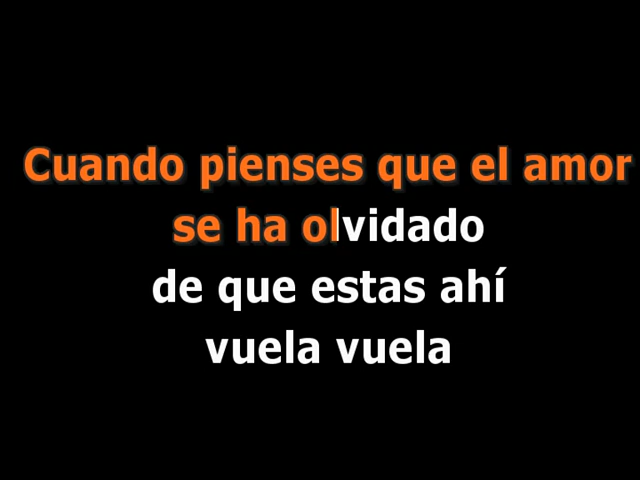 Cuando pienses que el amor
se ha olvidado
de que estas ahí
vuela vuela